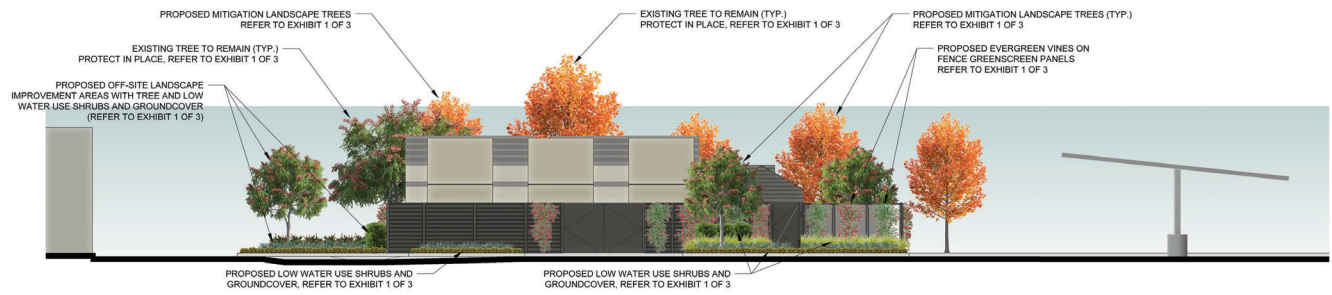 PROPOSED MITIGATION LANDSCAPE TREES
REFER TO EXHIBIT 1 OF 3
EXISTING TREE TO REMAIN (TYP.)
PROTECT IN PLACE, REFER TO EXHIBIT 1 OF 3
PROPOSED OFF-SITE LANDSCAPE
IMPROVEMENT AREAS WITH TREE AND LOW
WATER USE SHRUBS AND GROUNDCOVER
(REFER TO EXHIBIT 1 OF 3)
EXISTING TREE TO REMAIN (TYP.)
PROTECT IN PLACE, REFER TO EXHIBIT 1 OF 3
PROPOSED MITIGATION LANDSCAPE TREES (TYP.)
REFER TO EXHIBIT 1 OF 3
PROPOSED EVERGREEN VINES ON
FENCE GREENSCREEN PANELS
REFER TO EXHIBIT 1 OF 3
PROPOSED LOW WATER USE SHRUBS AND
GROUNDCOVER, REFER TO EXHIBIT 1 OF 3
PROPOSED LOW WATER USE SHRUBS AND
GROUNDCOVER, REFER TO EXHIBIT 1 OF 3